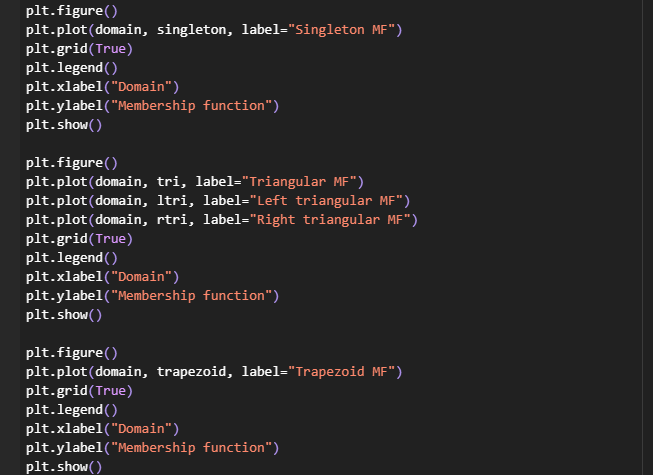 plt.figure()
plt.plot(domain, singleton, label="Singleton MF")
plt.grid(True)
plt.legend()
plt.xlabel("Domain")
plt.ylabel("Membership function")
plt.show()

plt.figure()
plt.plot(domain, tri, label="Triangular MF")
plt.plot(domain, ltri, label="Left triangular MF")
plt.plot(domain, rtri, label="Right triangular MF")
plt.grid(True)
plt.legend()
plt.xlabel("Domain")
plt.ylabel("Membership function")
plt.show()

plt.figure()
plt.plot(domain, trapezoid, label="Trapezoid MF")
plt.grid(True)
plt.legend()
plt.xlabel("Domain")
plt.ylabel("Membership function")
plt.show()